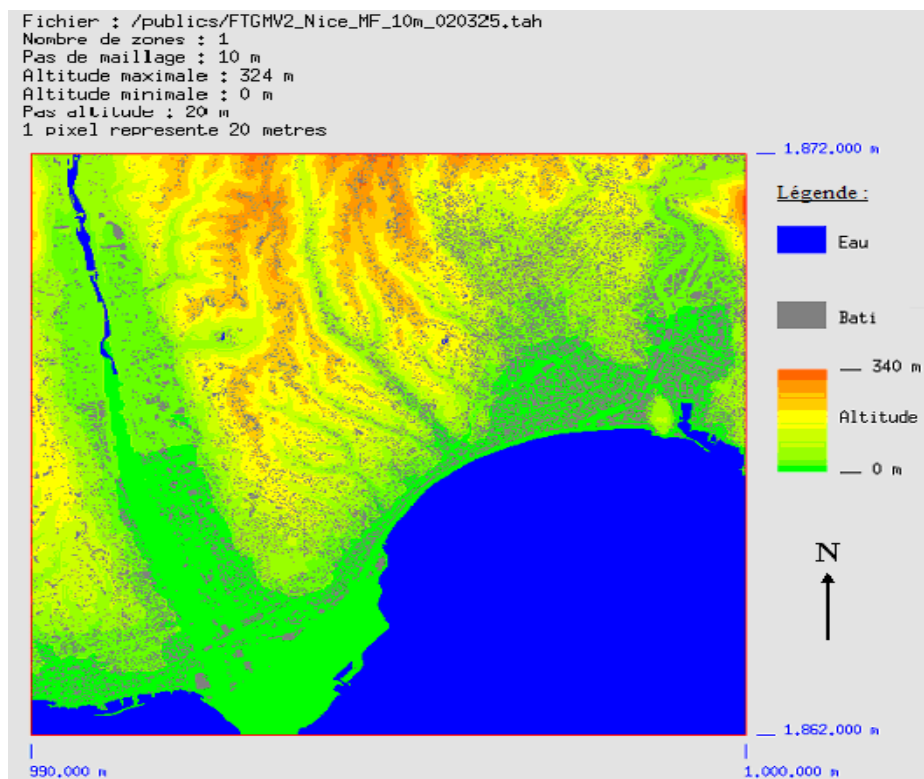 Fichier : /publics/FTGMV2_Nice_MF_10m_020325.tah
Nombre de zones : 1
Pas de maillage : 10 m
Altitude maximale : 324 m
Altitude minimale : 0 m
Pas altitude : 20 m
1 pixel represente 20 metres
1.872.000 m
Légende :
Eau
Bati
340 m
Altitude
0 m
N
1.862.000 m
990.000 m
1.000.000 m